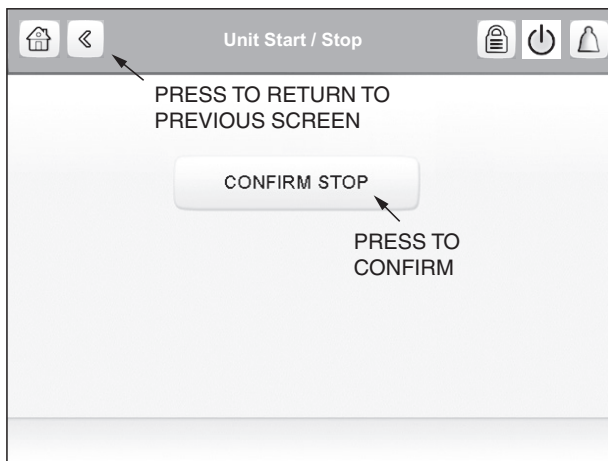 Unit Start / Stop
PRESS TO RETURN TO
PREVIOUS SCREEN
CONFIRM STOP
PRESS TO
CONFIRM